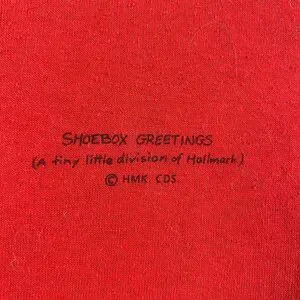 SHOEBOX GREETINGS
(A tiny little division of Hallmark)
© HMK. CDS.